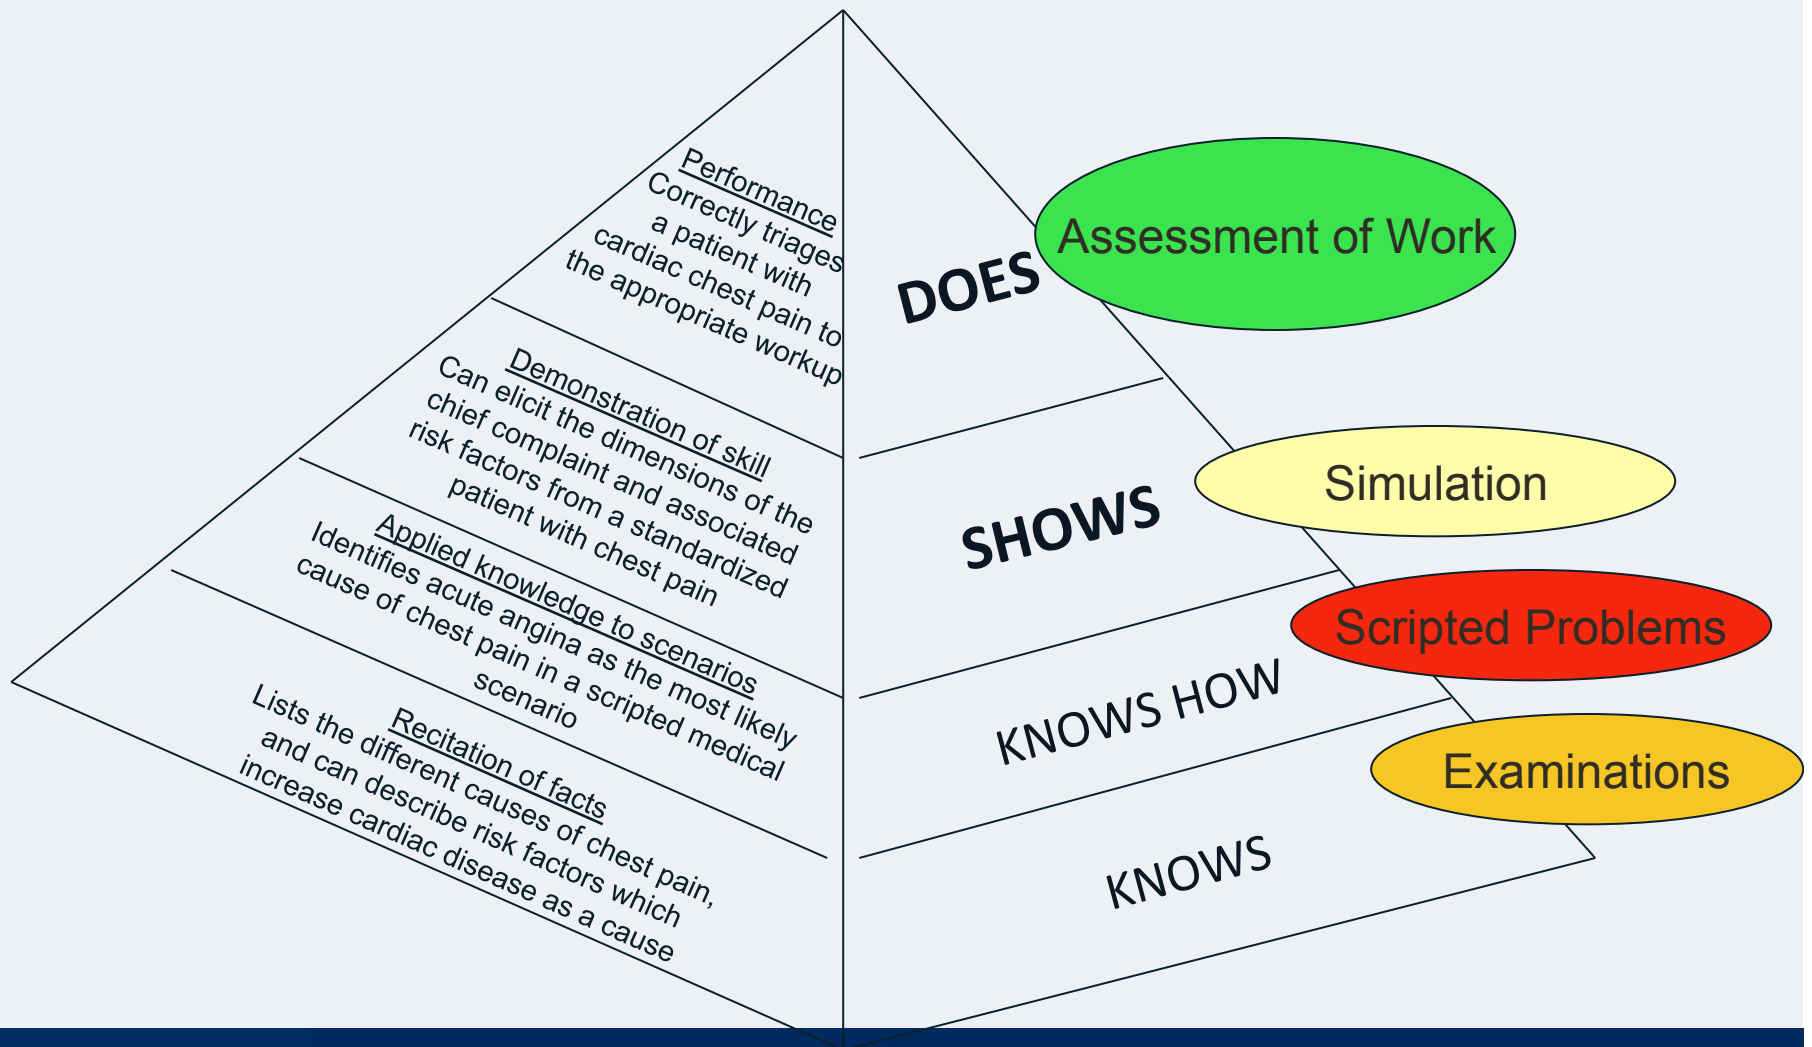 Performance
Correctly triages
a patient with
cardiac chest pain to
the appropriate workup
DOES
Assessment of Work
Demonstration of skill
Can elicit the dimensions of the
chief complaint and associated
risk factors from a standardized
patient with chest pain
SHOWS
Simulation
Applied knowledge to scenarios
Identifies acute angina as the most likely
cause of chest pain in a scripted medical
scenario
KNOWS HOW
Scripted Problems
Recitation of facts
Lists the different causes of chest pain,
and can describe risk factors which
increase cardiac disease as a cause
KNOWS
Examinations